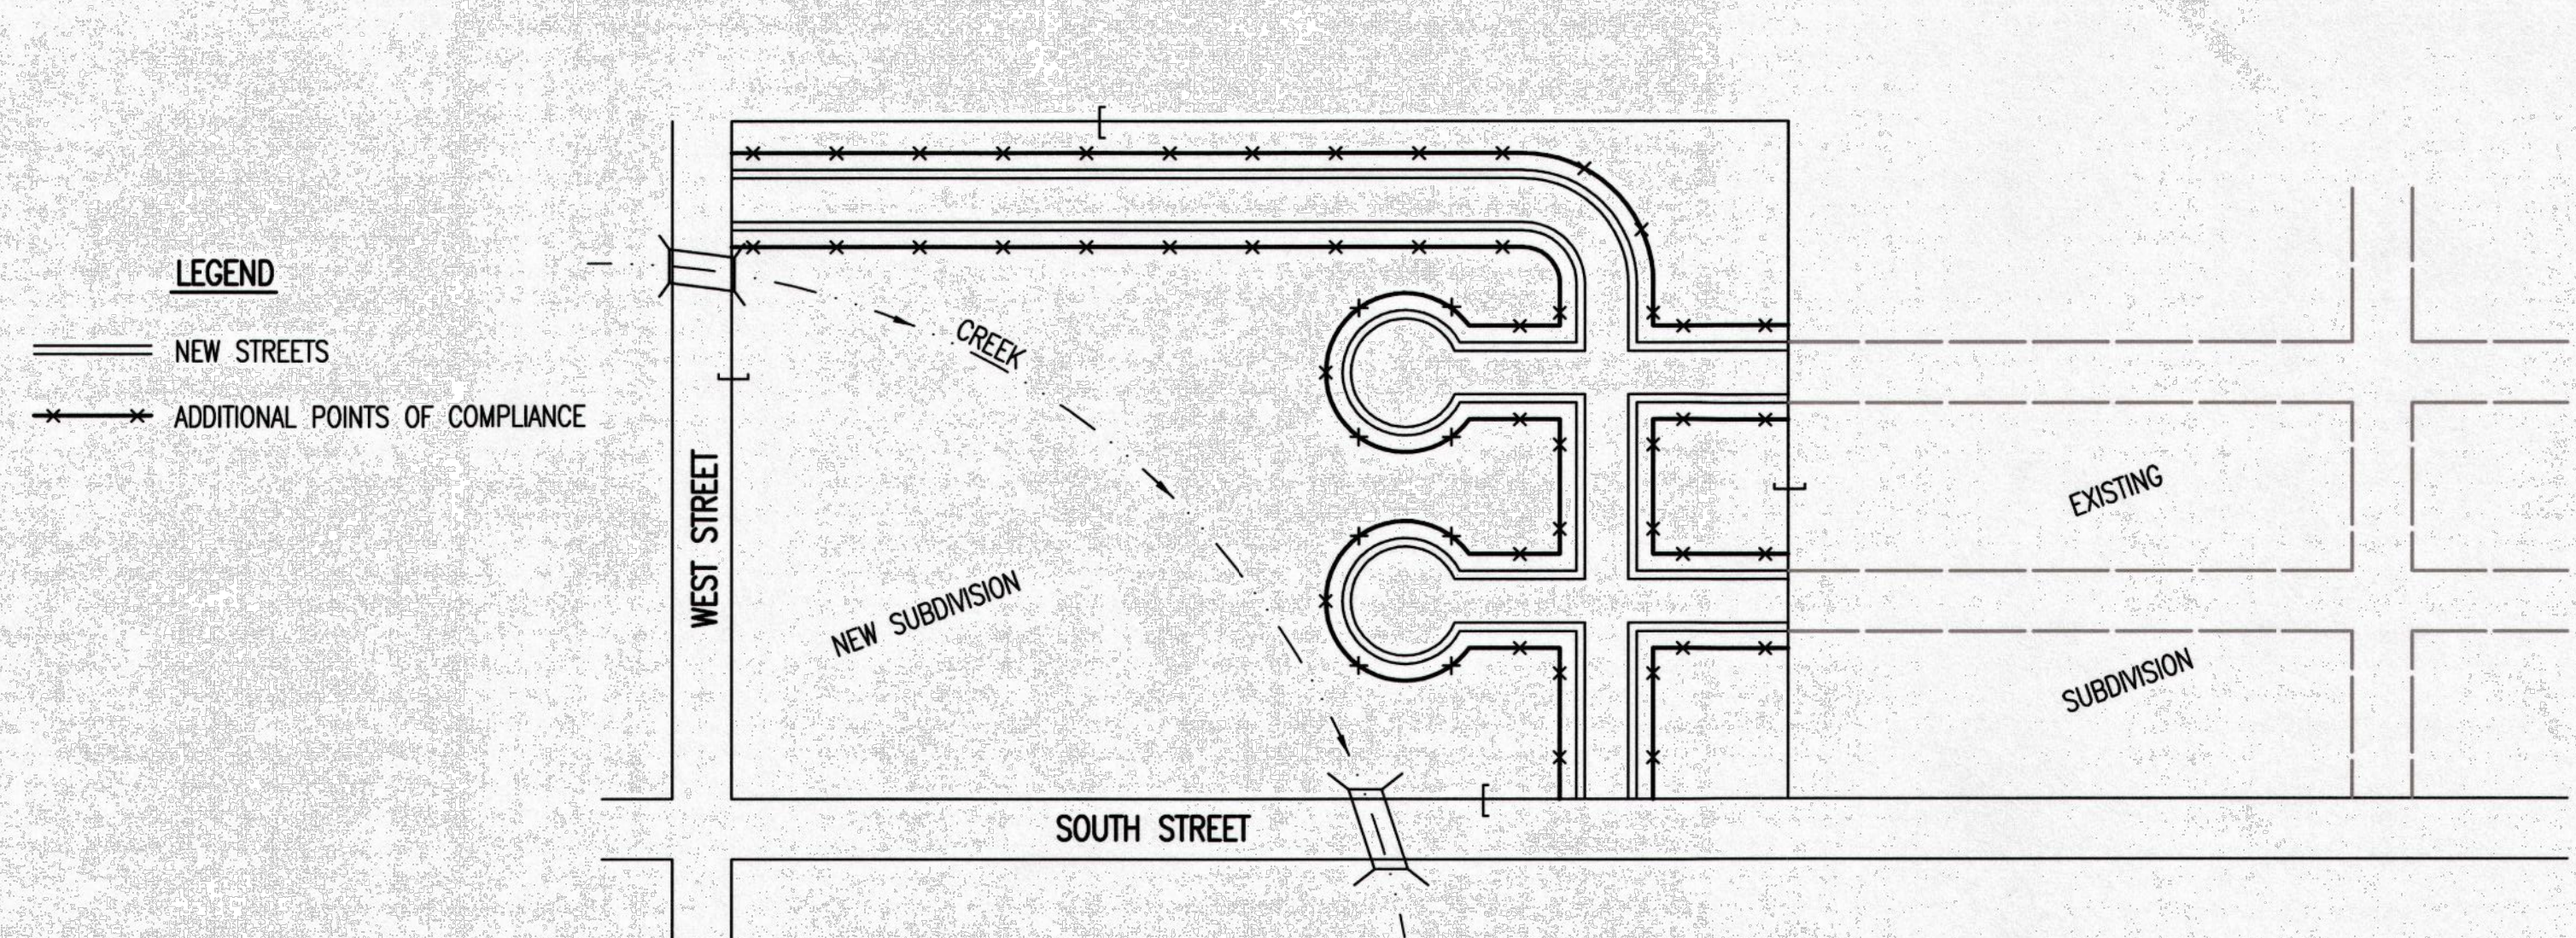 LEGEND
NEW STREETS
ADDITIONAL POINTS OF COMPLIANCE
CREEK
WEST STREET
NEW SUBDIVISION
EXISTING
SUBDIVISION
SOUTH STREET